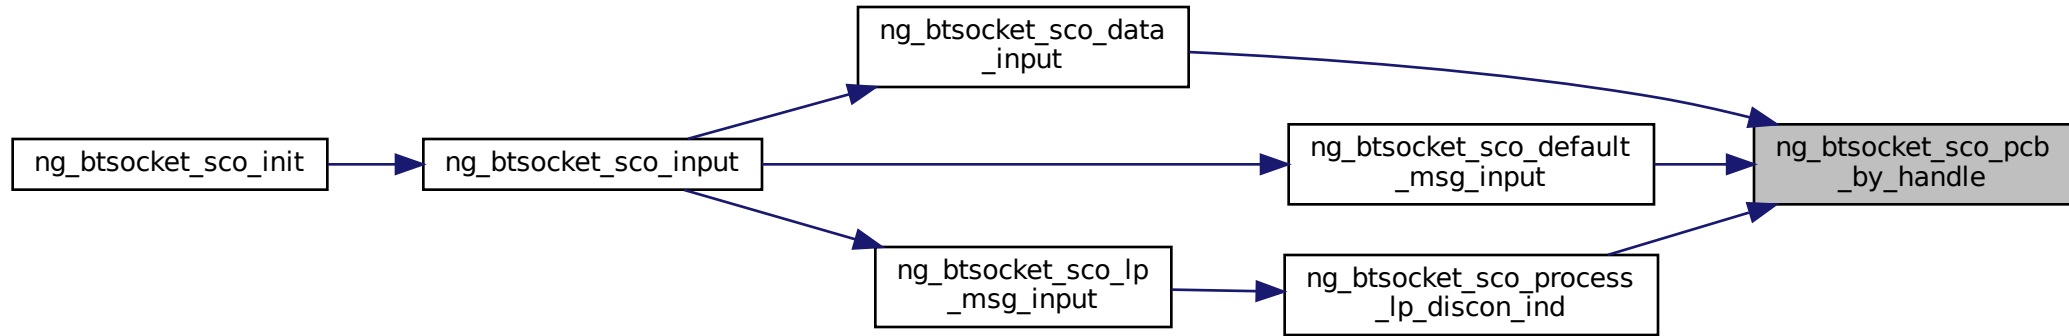 ng_btsocket_sco_data
_input
ng_btsocket_sco_init
ng_btsocket_sco_input
ng_btsocket_sco_default
_msg_input
ng_btsocket_sco_pcb
_by_handle
ng_btsocket_sco_lp
_msg_input
ng_btsocket_sco_process
_lp_discon_ind